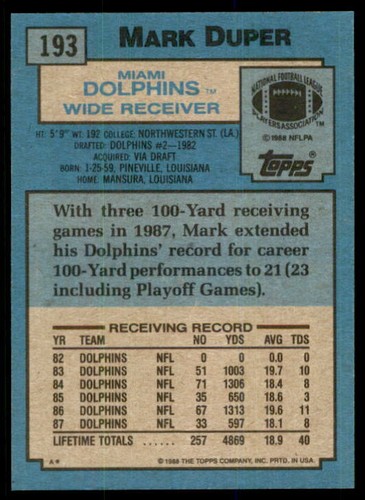 193
MARK DUPER
MIAMI
DOLPHINS TM
WIDE RECEIVER
NATIONAL FOOTBALL LEAGUE
PLAYERS ASSOCIATION
© 1988 NFLPA
topps
HT: 5'9" WT: 192 COLLEGE: NORTHWESTERN ST. (LA.)
DRAFTED: DOLPHINS #2—1982
ACQUIRED: VIA DRAFT
BORN: 1-25-59, PINEVILLE, LOUISIANA
HOME: MANSURA, LOUISIANA
With three 100-Yard receiving
games in 1987, Mark extended
his Dolphins' record for career
100-Yard performances to 21 (23
including Playoff Games).
RECEIVING RECORD
YR TEAM NO YDS AVG TDS
82 DOLPHINS NFL 0 0 0.0 0
83 DOLPHINS NFL 51 1003 19.7 10
84 DOLPHINS NFL 71 1306 18.4 8
85 DOLPHINS NFL 35 650 18.6 3
86 DOLPHINS NFL 67 1313 19.6 11
87 DOLPHINS NFL 33 597 18.1 8
LIFETIME TOTALS ...... 257 4869 18.9 40
A* © 1988 THE TOPPS COMPANY, INC. PRTD. IN U.S.A.